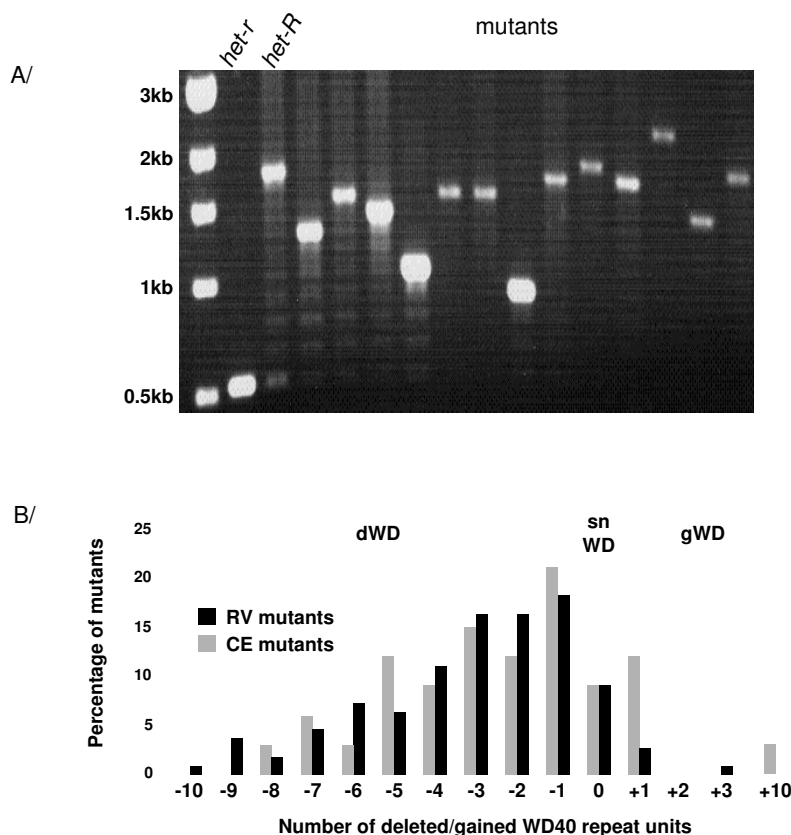 A/
het-r
het-R
mutants
3kb
2kb
1.5kb
1kb
0.5kb
B/
25
20
15
10
5
0
Percentage of mutants
dWD
sn
WD
gWD
RV mutants
CE mutants
-10 -9 -8 -7 -6 -5 -4 -3 -2 -1 0 +1 +2 +3 +10
Number of deleted/gained WD40 repeat units